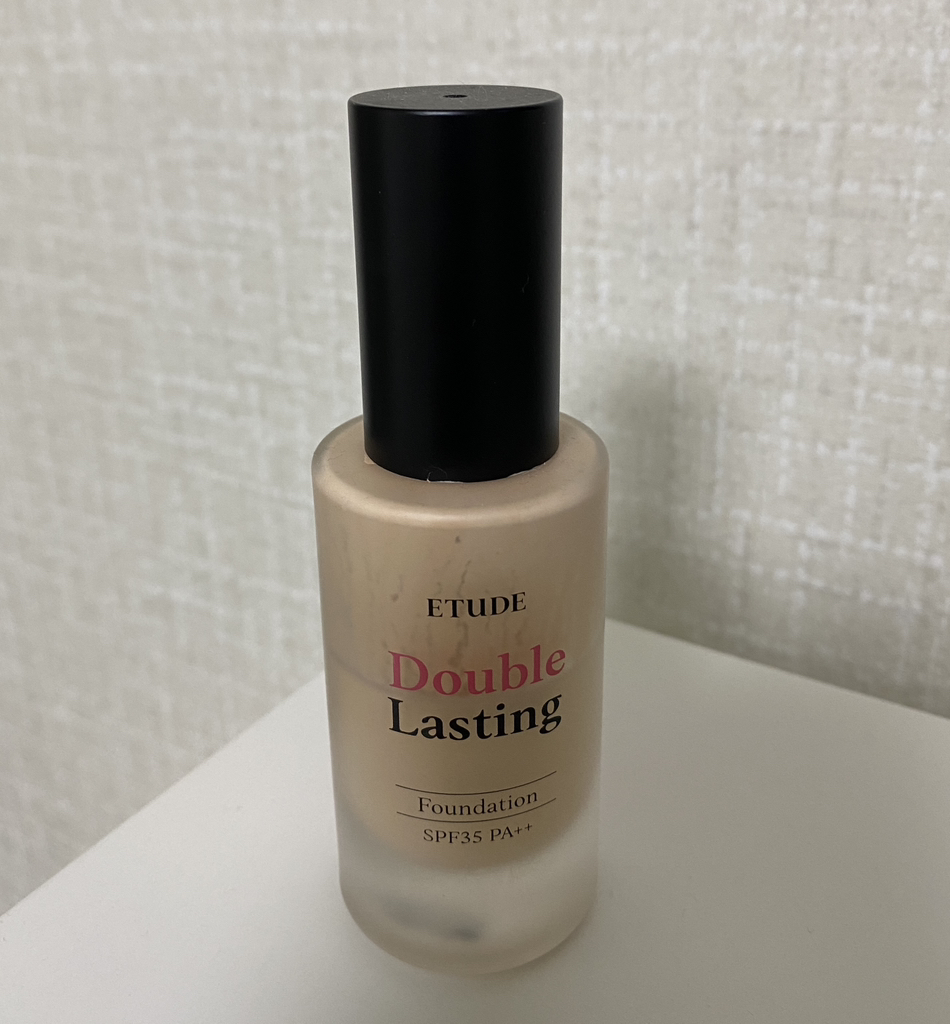 ETUDE
Double
Lasting
Foundation
SPF35 PA++